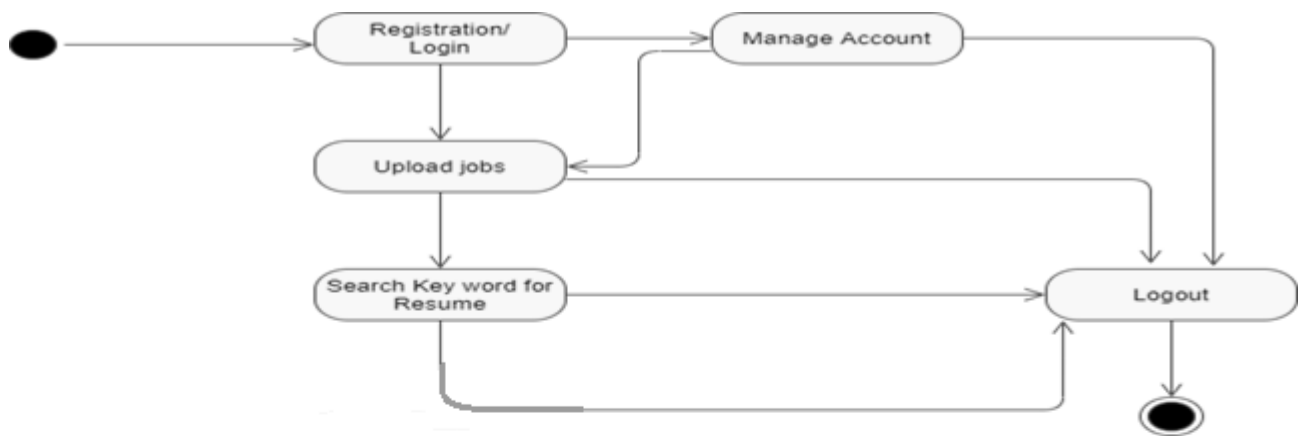 Registration/
Login
Manage Account
Upload jobs
Search Key word for
Resume
Logout